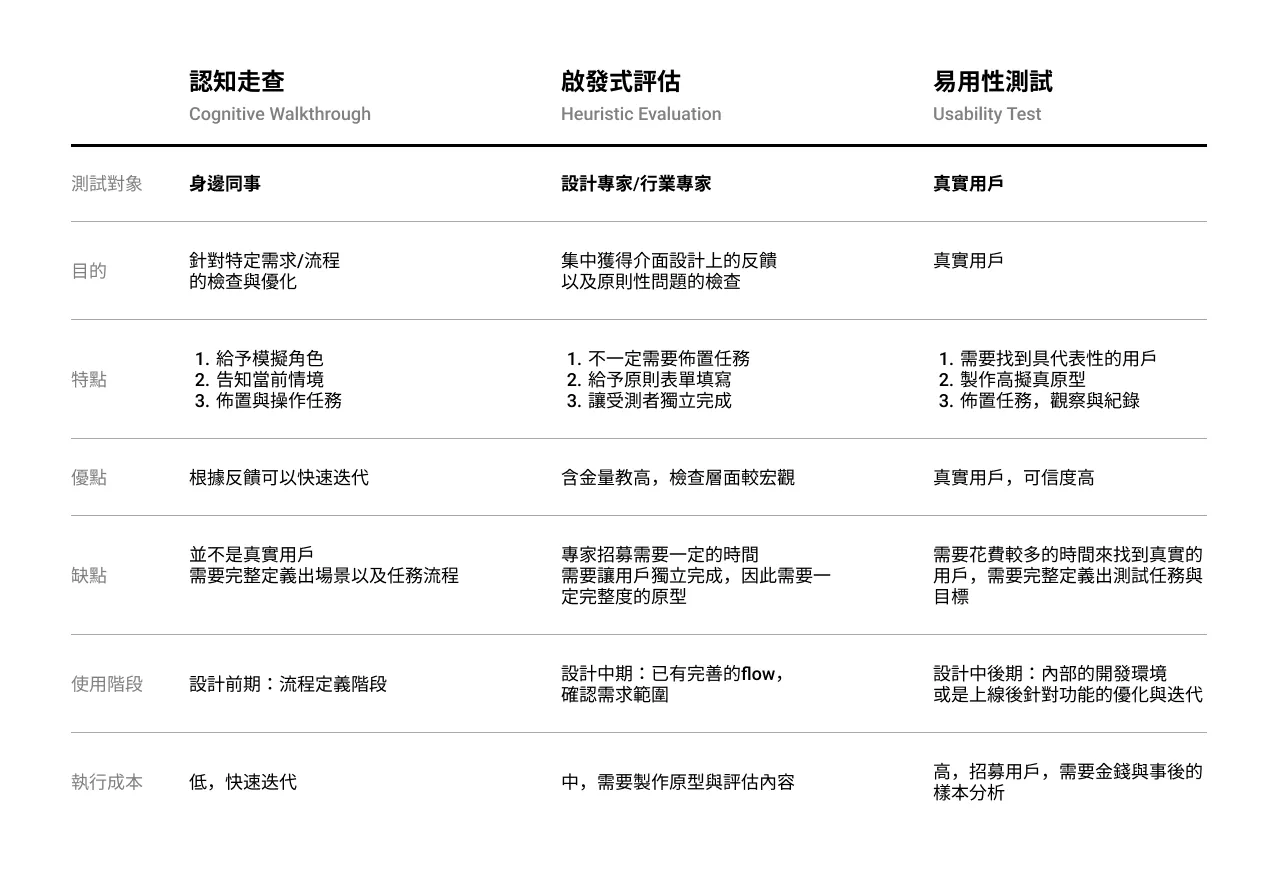 認知走查
Cognitive Walkthrough
啟發式評估
Heuristic Evaluation
易用性測試
Usability Test
測試對象
身邊同事
設計專家/行業專家
真實用戶
目的
針對特定需求/流程
的檢查與優化
集中獲得介面設計上的反饋
以及原則性問題的檢查
真實用戶
特點
1. 給予模擬角色
2. 告知當前情境
3. 佈置與操作任務
1. 不一定需要佈置任務
2. 給予原則表單填寫
3. 讓受測者獨立完成
1. 需要找到具代表性的用戶
2. 製作高擬真原型
3. 佈置任務，觀察與紀錄
優點
根據反饋可以快速迭代
含金量教高，檢查層面較宏觀
真實用戶，可信度高
缺點
並不是真實用戶
需要完整定義出場景以及任務流程
專家招募需要一定的時間
需要讓用戶獨立完成，因此需要一
定完整度的原型
需要花費較多的時間來找到真實的
用戶，需要完整定義出測試任務與
目標
使用階段
設計前期：流程定義階段
設計中期：已有完善的flow，
確認需求範圍
設計中後期：內部的開發環境
或是上線後針對功能的優化與迭代
執行成本
低，快速迭代
中，需要製作原型與評估內容
高，招募用戶，需要金錢與事後的
樣本分析